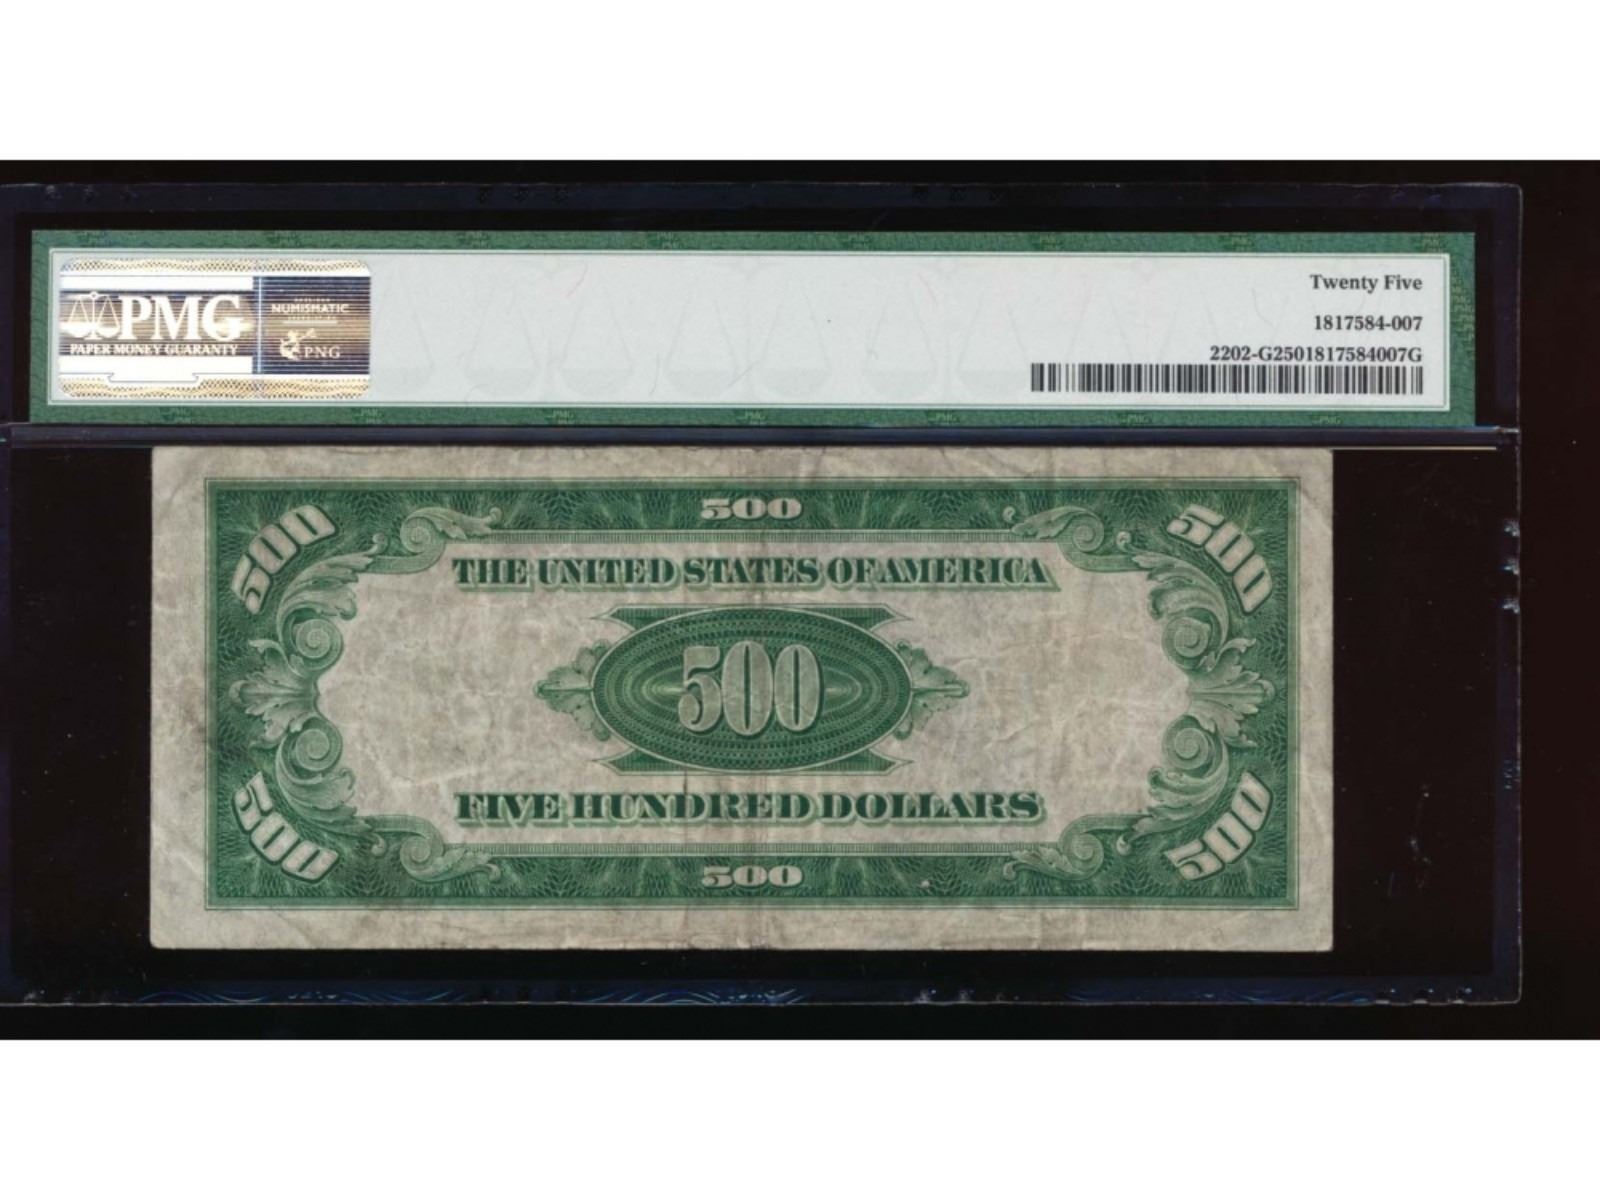 PMG
PAPER MONEY GUARANTY
NUMISMATIC
PNG
Twenty Five
1817584-007
2202-G2501817584007G
500
500 500
THE UNITED STATES OF AMERICA
500
FIVE HUNDRED DOLLARS
500 500
500